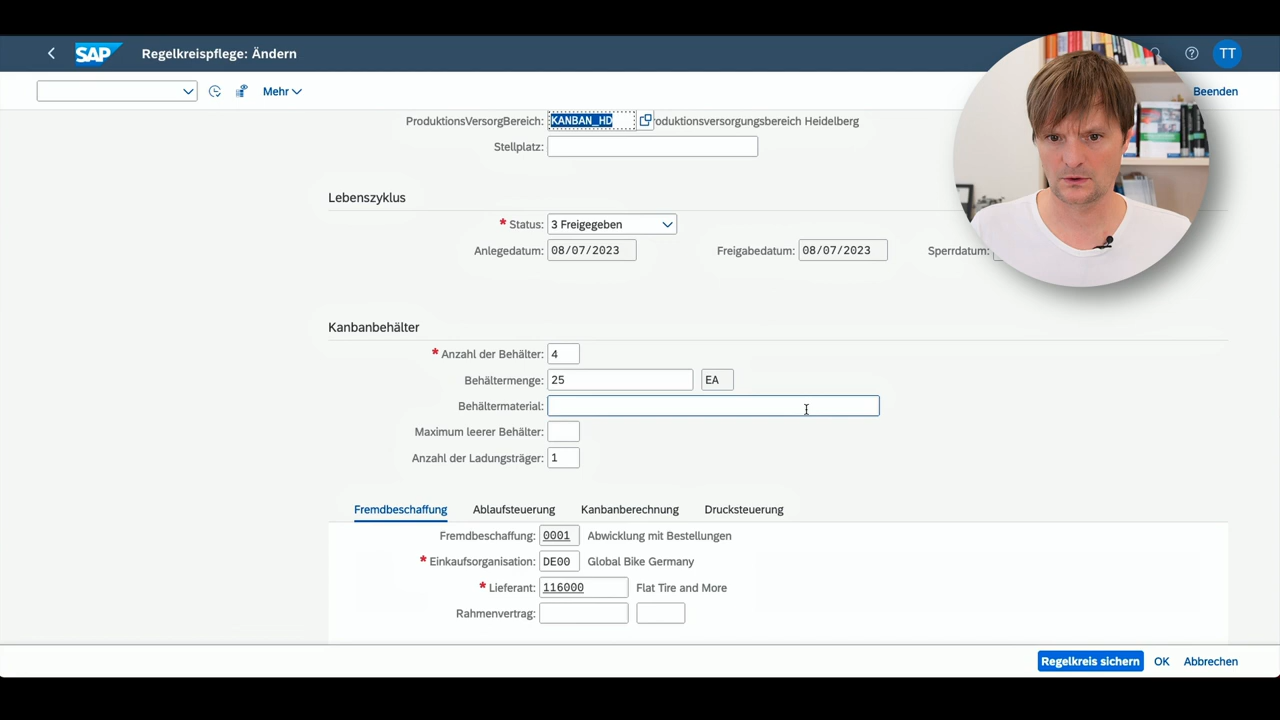 SAP Regelkreispflege: Ändern TT
Mehr Beenden
ProduktionsVersorgBereich: KANBAN_HD oduktionsversorgungsbereich Heidelberg
Stellplatz:
Lebenszyklus
* Status: 3 Freigegeben
Anlegedatum: 08/07/2023 Freigabedatum: 08/07/2023 Sperrdatum:
Kanbanbehälter
* Anzahl der Behälter: 4
Behältermenge: 25 EA
Behältermaterial:
Maximum leerer Behälter:
Anzahl der Ladungsträger: 1
Fremdbeschaffung Ablaufsteuerung Kanbanberechnung Drucksteuerung
Fremdbeschaffung: 0001 Abwicklung mit Bestellungen
* Einkaufsorganisation: DE00 Global Bike Germany
* Lieferant: 116000 Flat Tire and More
Rahmenvertrag:
Regelkreis sichern OK Abbrechen